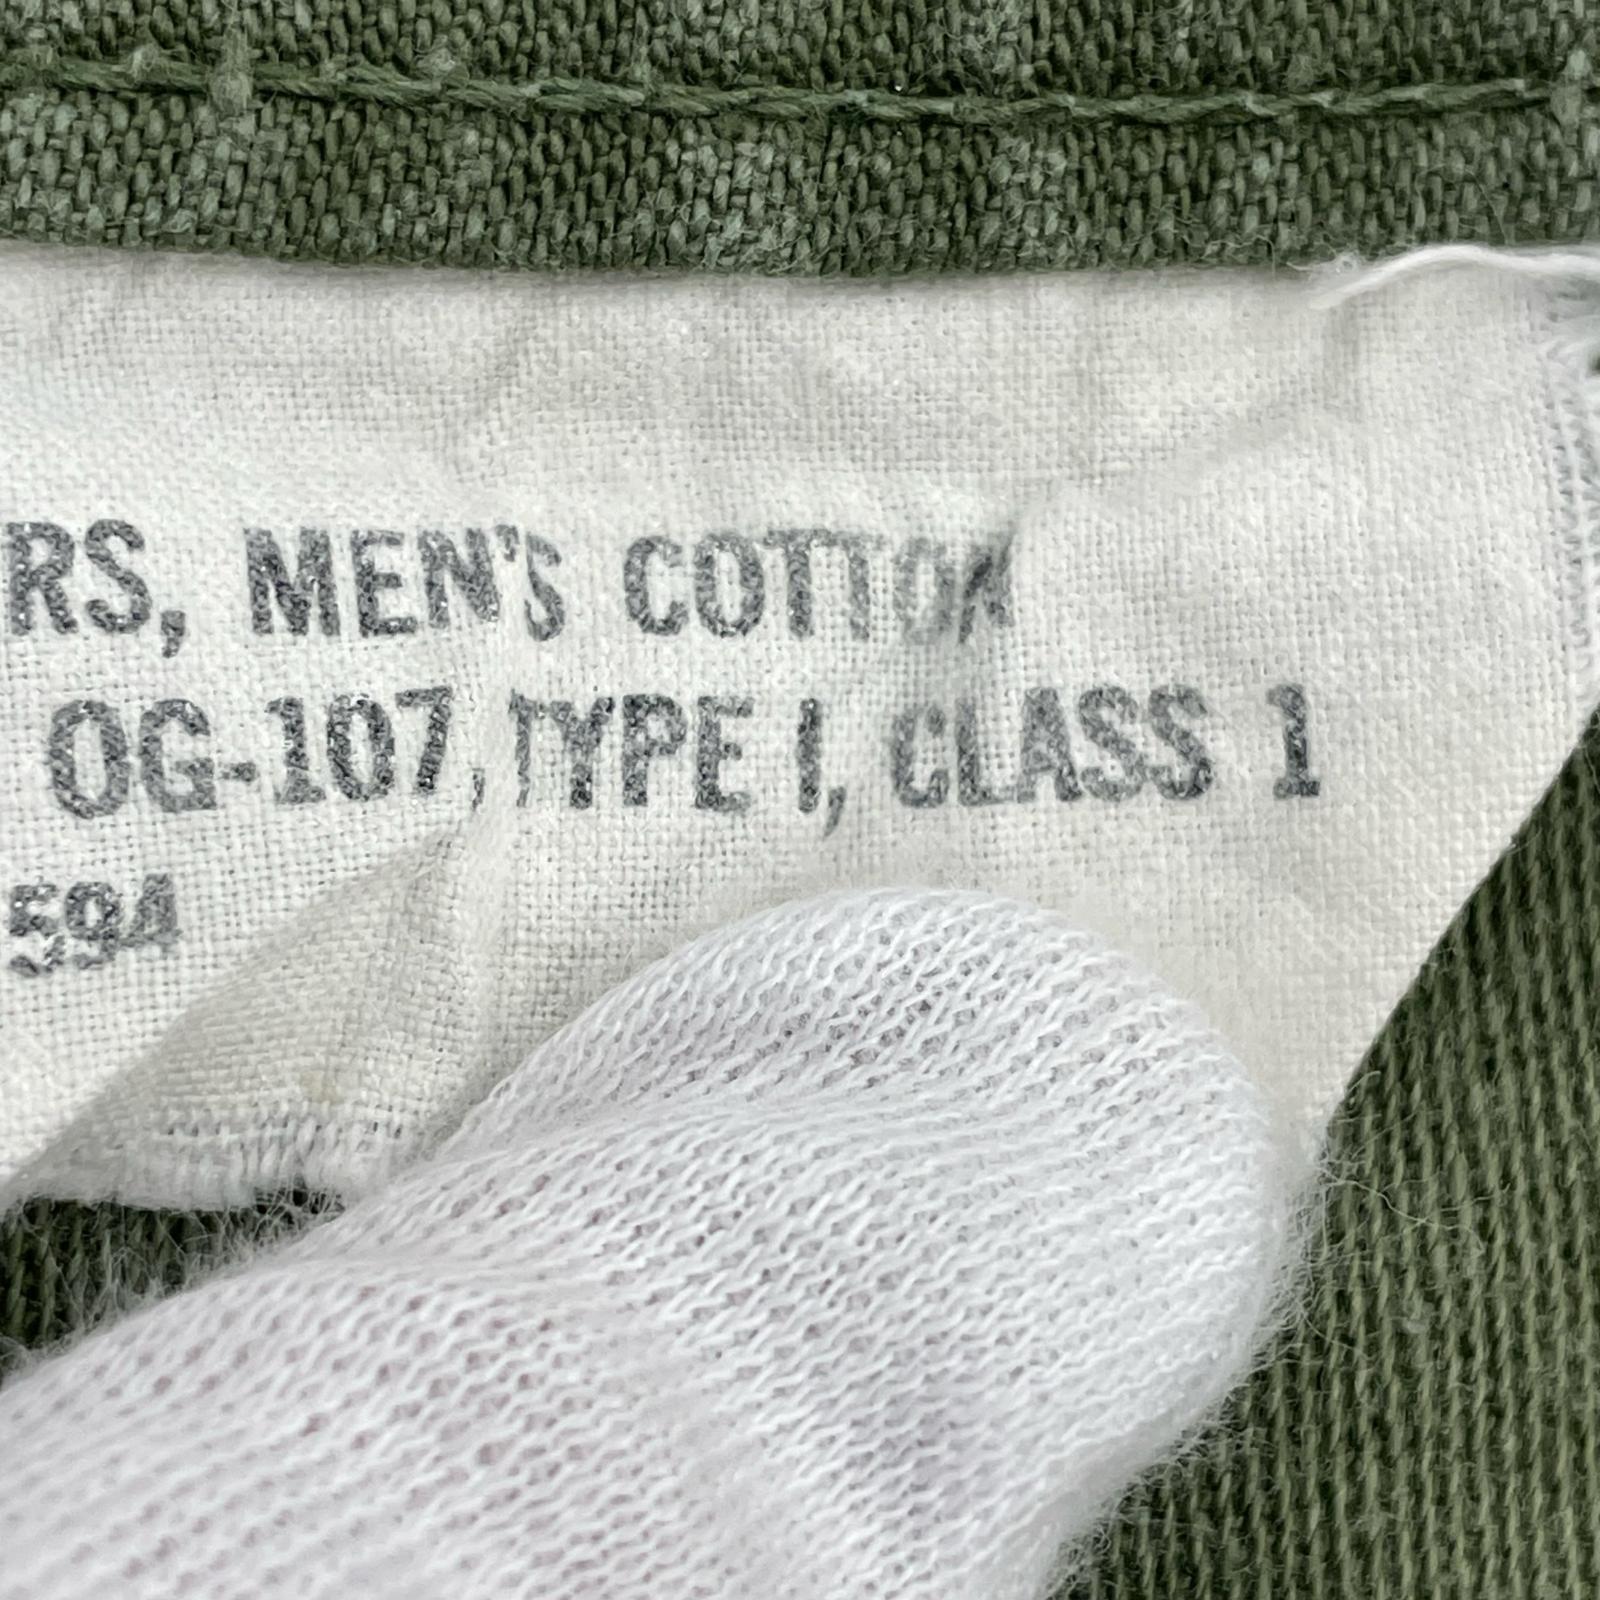 RS, MEN'S COTTON
OG-107, TYPE I, CLASS 1
594